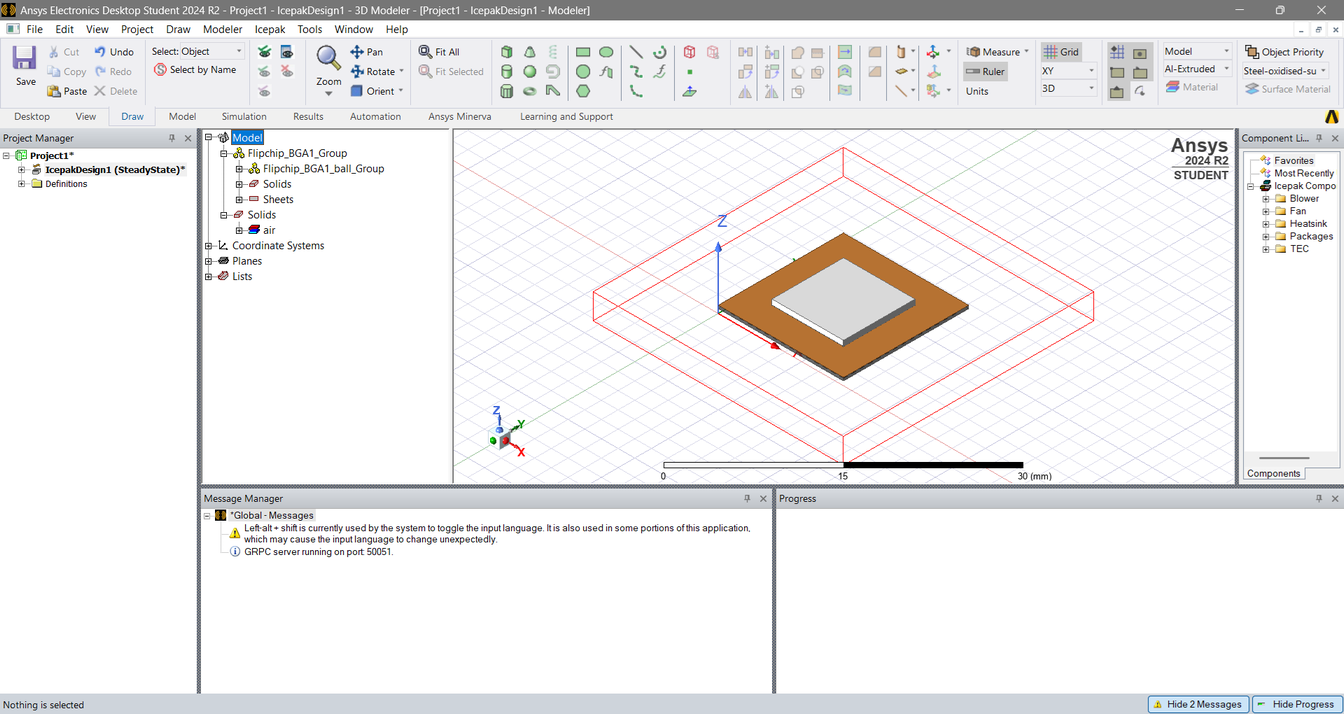 Ansys Electronics Desktop Student 2024 R2 - Project1 - IcepakDesign1 - 3D Modeler - [Project1 - IcepakDesign1 - Modeler]
File Edit View Project Draw Modeler Icepak Tools Window Help
Save
Cut
Copy
Paste
Undo
Redo
Delete
Select: Object
Select by Name
Zoom
Pan
Rotate
Orient
Fit All
Fit Selected
Measure
Ruler
Units
Grid
XY
3D
Model
AI-Extruded
Material
Object Priority
Steel-oxidised-su
Surface Material
Desktop View Draw Model Simulation Results Automation Ansys Minerva Learning and Support
Project Manager
Project1*
IcepakDesign1 (SteadyState)*
Definitions
Model
Flipchip_BGA1_Group
Flipchip_BGA1_ball_Group
Solids
Sheets
Solids
air
Coordinate Systems
Planes
Lists
Ansys
2024 R2
STUDENT
Z
Z
Y
X
0 15 30 (mm)
Component Li...
Favorites
Most Recently
Icepak Compo
Blower
Fan
Heatsink
Packages
TEC
Components
Message Manager
*Global - Messages
Left-alt + shift is currently used by the system to toggle the input language. It is also used in some portions of this application,
which may cause the input language to change unexpectedly.
GRPC server running on port: 50051.
Progress
Nothing is selected
Hide 2 Messages
Hide Progress